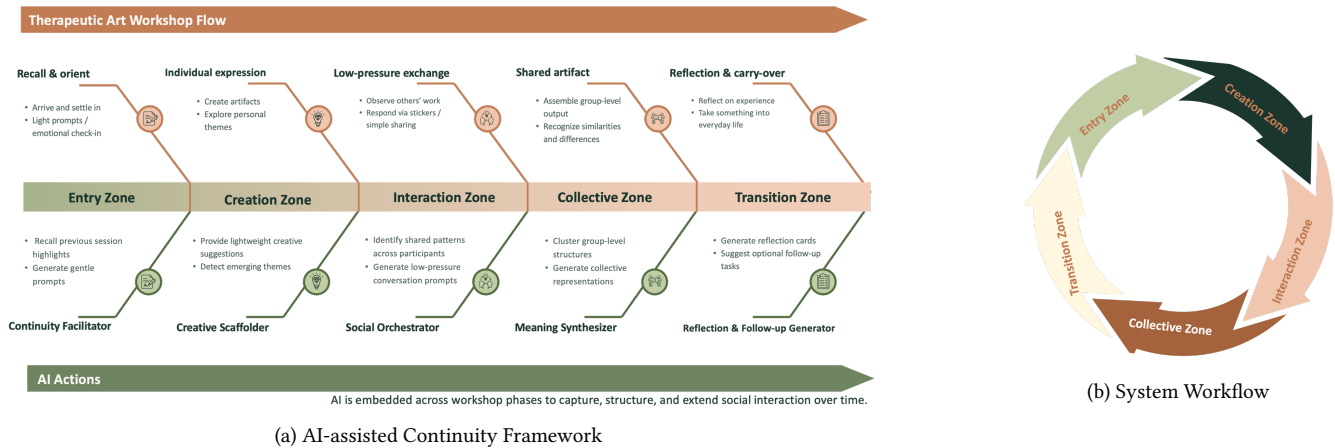 Therapeutic Art Workshop Flow
Recall & orient
• Arrive and settle in
• Light prompts /
emotional check-in
Individual expression
• Create artifacts
• Explore personal
themes
Low-pressure exchange
• Observe others' work
• Respond via stickers /
simple sharing
Shared artifact
• Assemble group-level
output
• Recognize similarities
and differences
Reflection & carry-over
• Reflect on experience
• Take something into
everyday life
Entry Zone
Creation Zone
Interaction Zone
Collective Zone
Transition Zone
• Recall previous session
highlights
• Generate gentle
prompts
Continuity Facilitator
• Provide lightweight creative
suggestions
• Detect emerging themes
Creative Scaffolder
• Identify shared patterns
across participants
• Generate low-pressure
conversation prompts
Social Orchestrator
• Cluster group-level
structures
• Generate collective
representations
Meaning Synthesizer
• Generate reflection cards
• Suggest optional follow-up
tasks
Reflection & Follow-up Generator
AI Actions
AI is embedded across workshop phases to capture, structure, and extend social interaction over time.
(a) AI-assisted Continuity Framework
Entry Zone
Creation Zone
Interaction Zone
Collective Zone
Transition Zone
(b) System Workflow